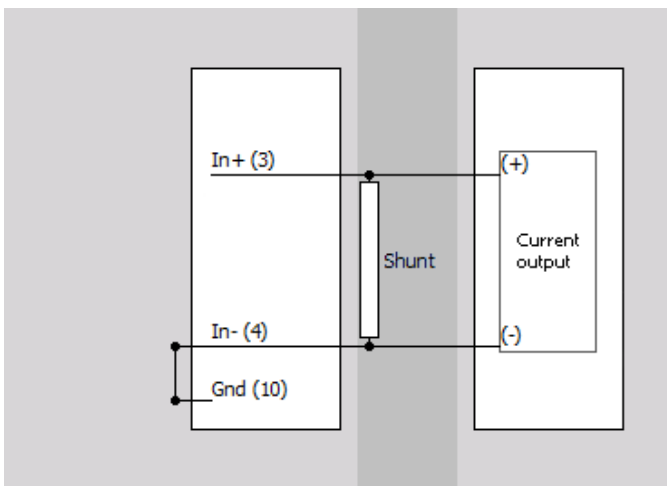 In+ (3)
(+)
Current
output
Shunt
In- (4)
(-)
Gnd (10)